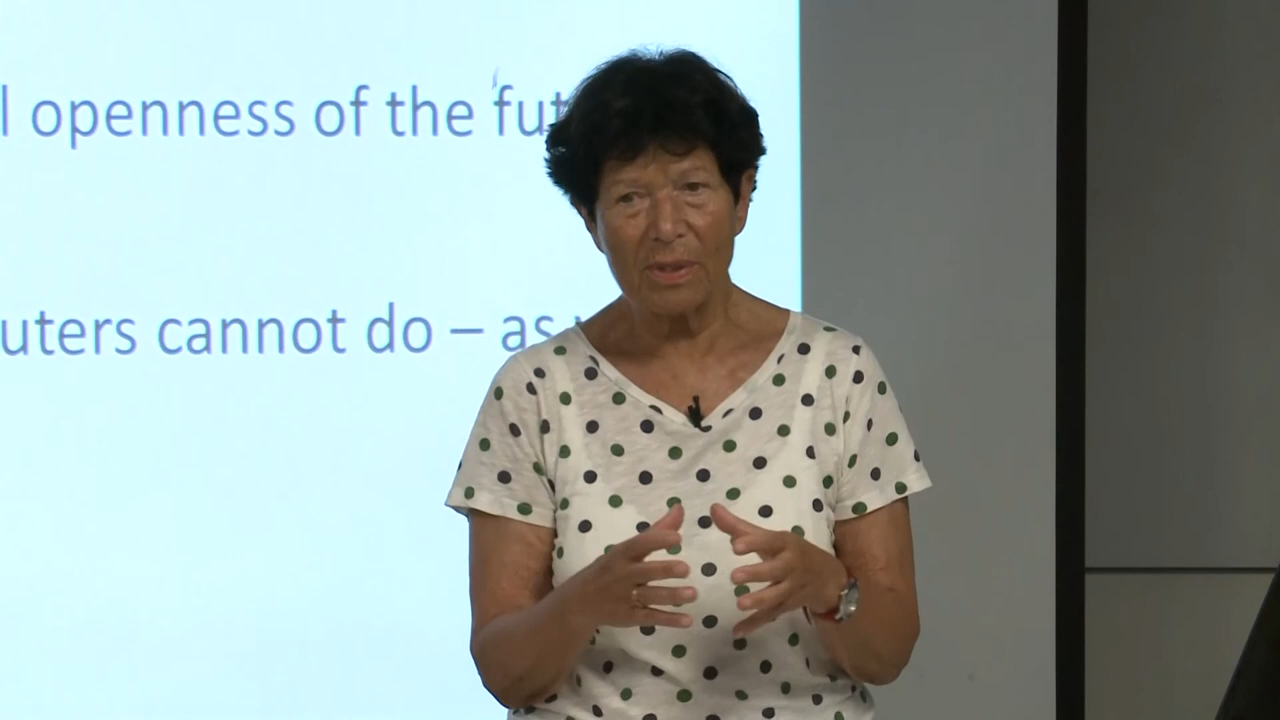 l openness of the fut
uters cannot do – as